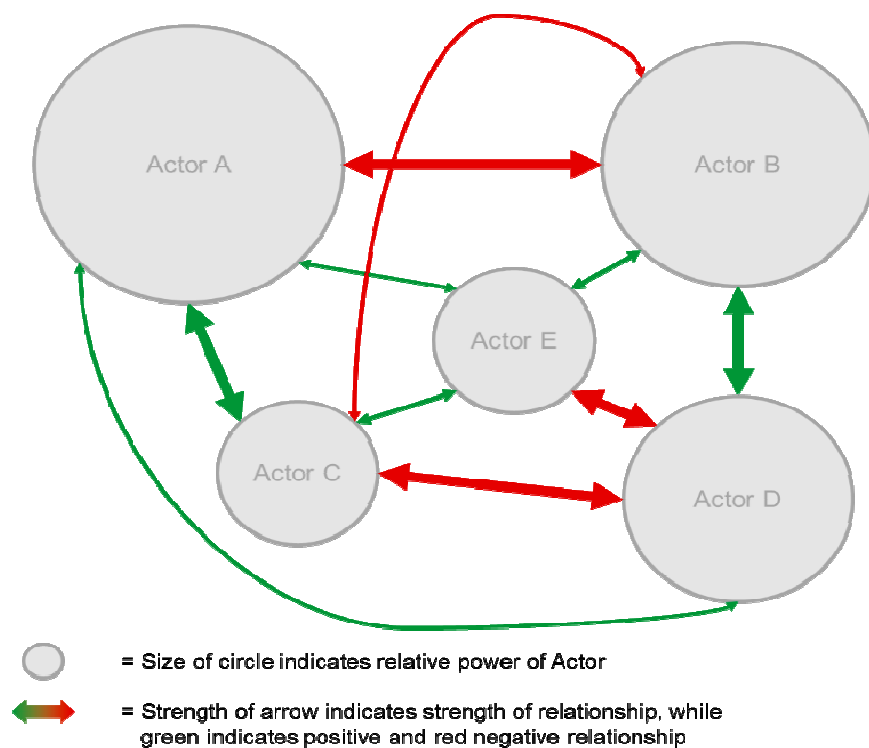 Actor A
Actor B
Actor E
Actor C
Actor D
= Size of circle indicates relative power of Actor
= Strength of arrow indicates strength of relationship, while
green indicates positive and red negative relationship